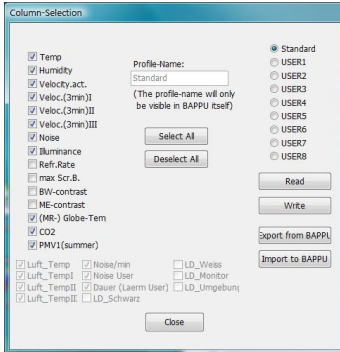 Column-Selection
Temp
Humidity
Velocity.act.
Veloc.(3min)I
Veloc.(3min)II
Veloc.(3min)III
Noise
Illuminance
Refr.Rate
max Scr.B.
BW-contrast
ME-contrast
(MR-) Globe-Tem
CO2
PMV1(summer)
Profile-Name:
Standard
(The profile-name will only
be visible in BAPPU itself)
Select All
Deselect All
Standard
USER1
USER2
USER3
USER4
USER5
USER6
USER7
USER8
Read
Write
Export from BAPPU
Import to BAPPU
Luft_Temp Noise/min LD_Weiss
Luft_TempI Noise User LD_Monitor
Luft_TempII Dauer (Laerm User) LD_Umgebung
Luft_TempII LD_Schwarz
Close